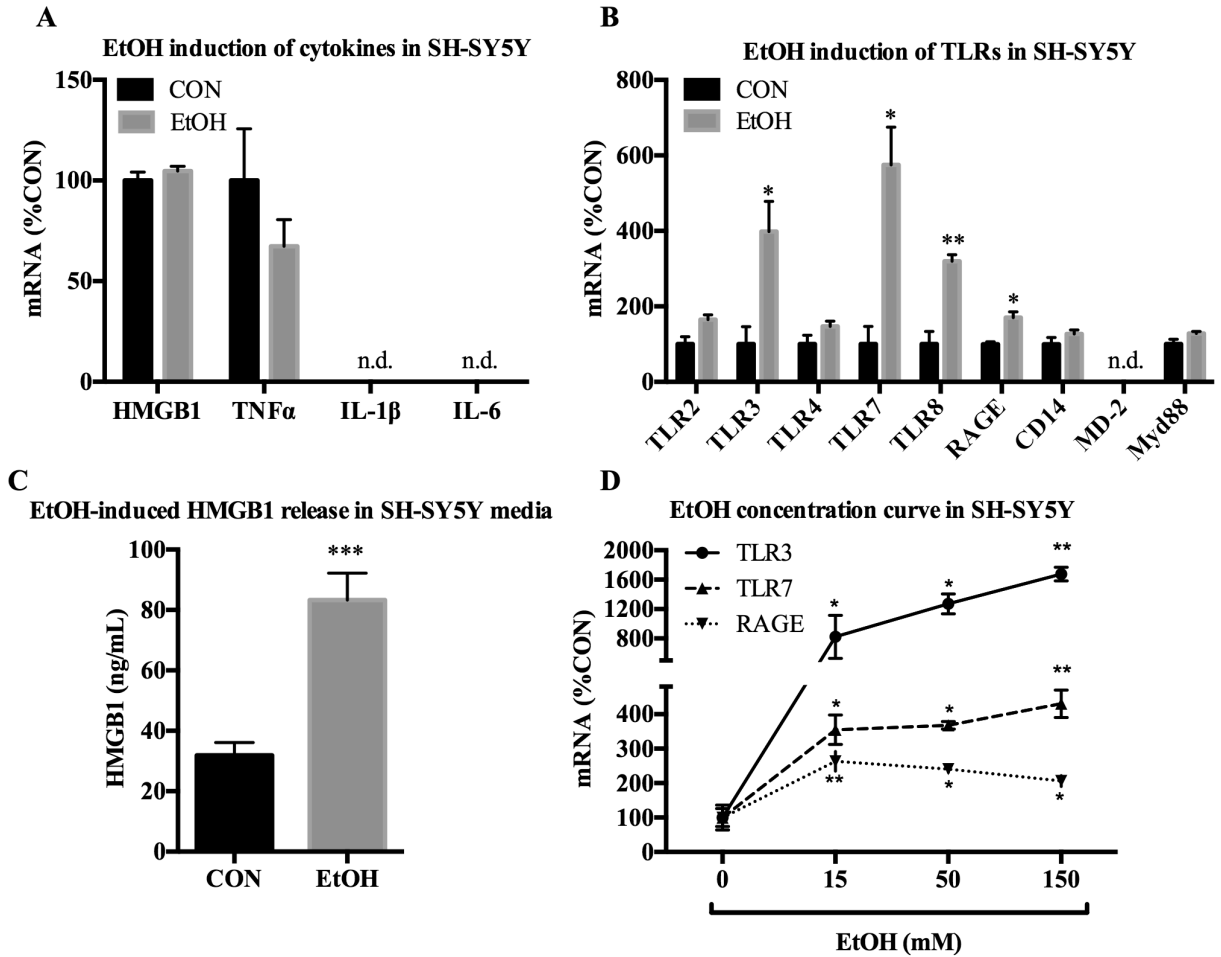 A
EtOH induction of cytokines in SH-SY5Y
mRNA (%CON)
150
100
50
0
CON
EtOH
n.d.
n.d.
HMGB1
TNFα
IL-1β
IL-6
B
EtOH induction of TLRs in SH-SY5Y
mRNA (%CON)
800
600
400
200
0
CON
EtOH
*
*
**
*
n.d.
TLR2
TLR3
TLR4
TLR7
TLR8
RAGE
CD14
MD-2
Myd88
C
EtOH-induced HMGB1 release in SH-SY5Y media
HMGB1 (ng/mL)
100
80
60
40
20
0
***
CON
EtOH
D
EtOH concentration curve in SH-SY5Y
mRNA (%CON)
2000
1600
1200
800
400
300
200
100
0
TLR3
TLR7
RAGE
*
*
**
*
*
**
**
*
*
0
15
50
150
EtOH (mM)